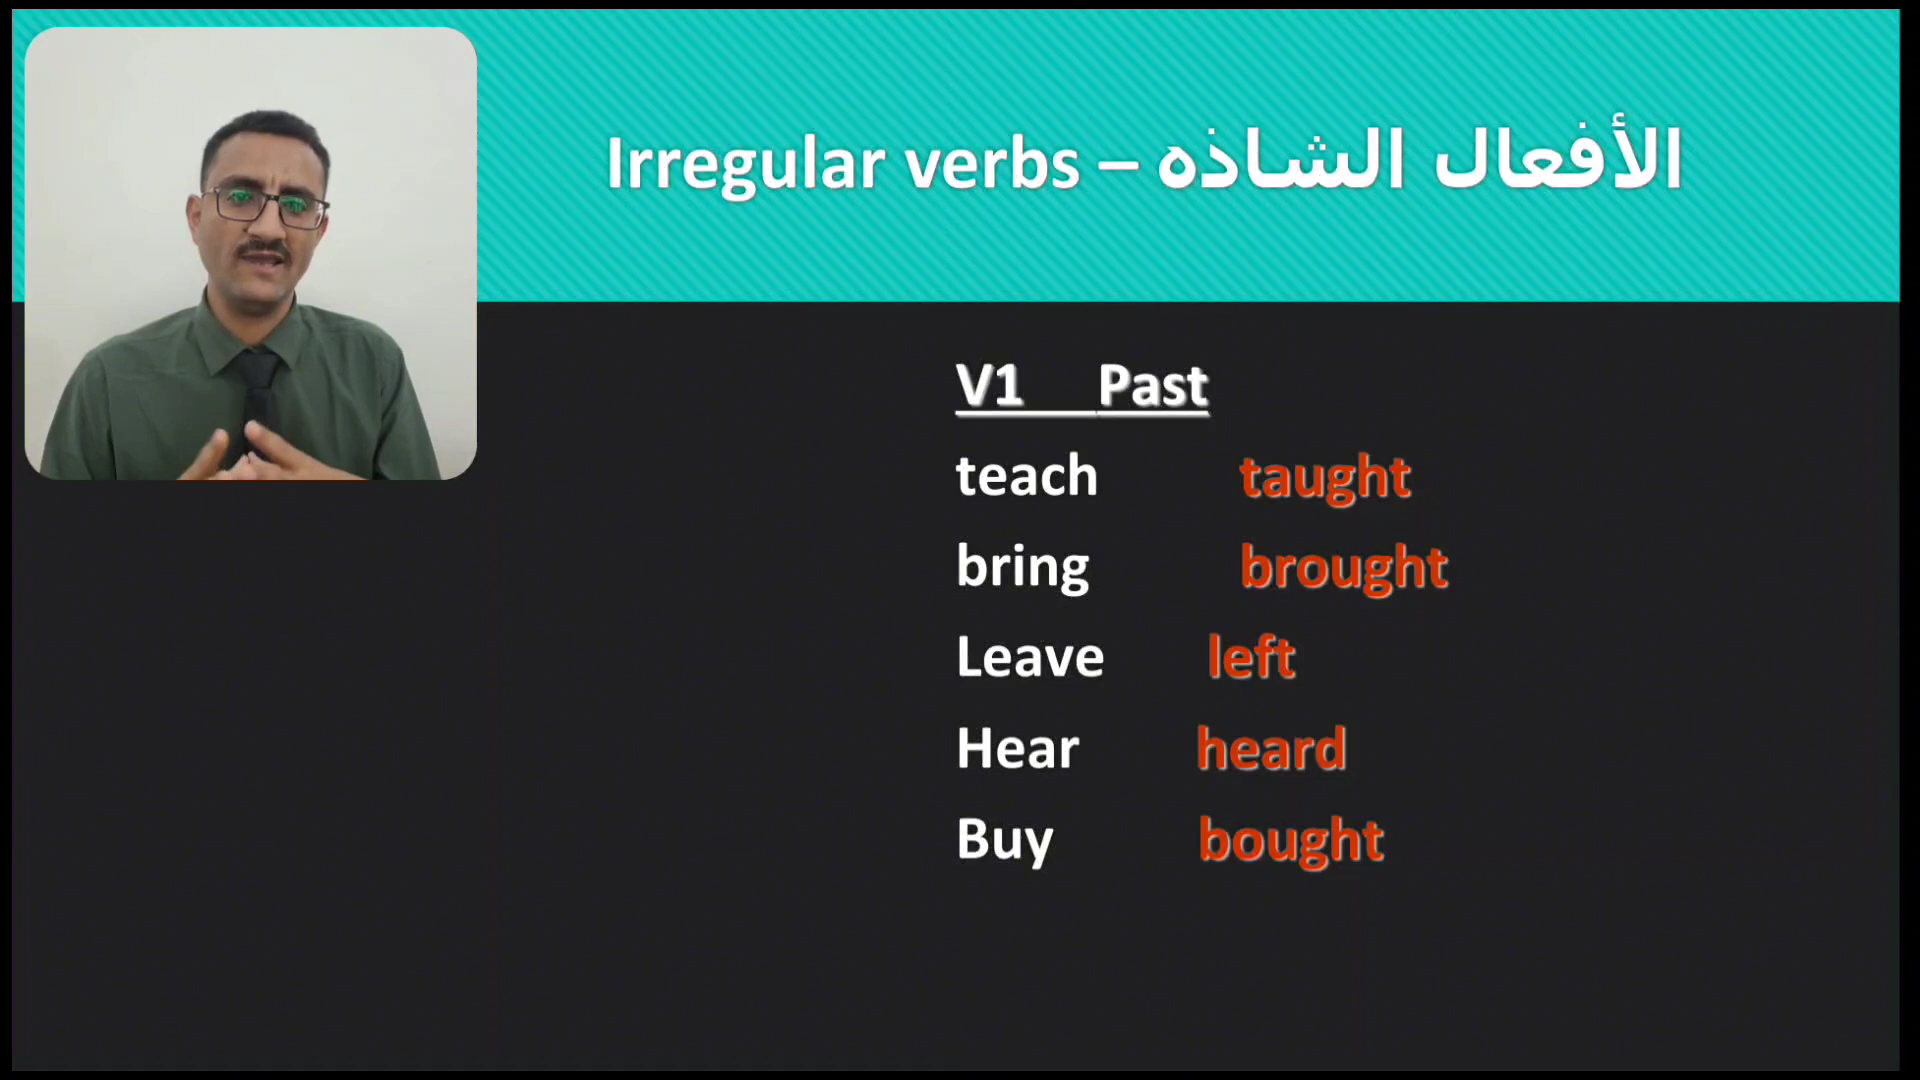 Irregular verbs – الأفعال الشاذه
V1 Past
teach taught
bring brought
Leave left
Hear heard
Buy bought